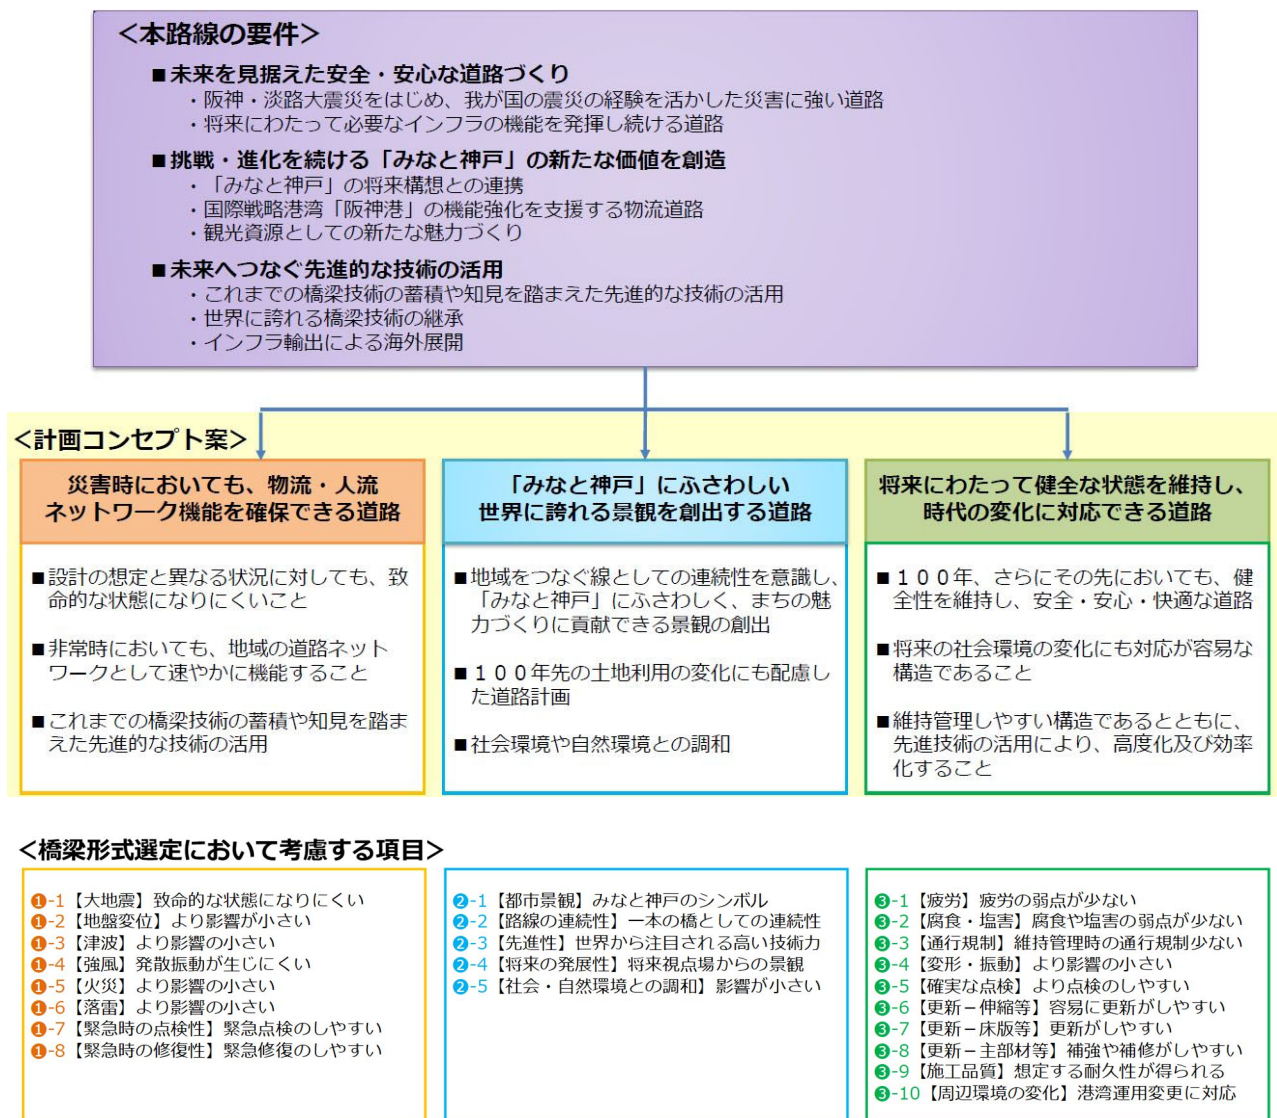 ＜本路線の要件＞
■未来を見据えた安全・安心な道路づくり
・阪神・淡路大震災をはじめ、我が国の震災の経験を活かした災害に強い道路
・将来にわたって必要なインフラの機能を発揮し続ける道路
■挑戦・進化を続ける「みなと神戸」の新たな価値を創造
・「みなと神戸」の将来構想との連携
・国際戦略港湾「阪神港」の機能強化を支援する物流道路
・観光資源としての新たな魅力づくり
■未来へつなぐ先進的な技術の活用
・これまでの橋梁技術の蓄積や知見を踏まえた先進的な技術の活用
・世界に誇れる橋梁技術の継承
・インフラ輸出による海外展開
＜計画コンセプト案＞
災害時においても、物流・人流
ネットワーク機能を確保できる道路
■設計の想定と異なる状況に対しても、致
命的な状態になりにくいこと
■非常時においても、地域の道路ネット
ワークとして速やかに機能すること
■これまでの橋梁技術の蓄積や知見を踏ま
えた先進的な技術の活用
「みなと神戸」にふさわしい
世界に誇れる景観を創出する道路
■地域をつなぐ線としての連続性を意識し、
「みなと神戸」にふさわしく、まちの魅
力づくりに貢献できる景観の創出
■１００年先の土地利用の変化にも配慮し
た道路計画
■社会環境や自然環境との調和
将来にわたって健全な状態を維持し、
時代の変化に対応できる道路
■１００年、さらにその先においても、健
全性を維持し、安全・安心・快適な道路
■将来の社会環境の変化にも対応が容易な
構造であること
■維持管理しやすい構造であるとともに、
先進技術の活用により、高度化及び効率
化すること
＜橋梁形式選定において考慮する項目＞
❶-1【大地震】致命的な状態になりにくい
❶-2【地盤変位】より影響が小さい
❶-3【津波】より影響の小さい
❶-4【強風】発散振動が生じにくい
❶-5【火災】より影響の小さい
❶-6【落雷】より影響の小さい
❶-7【緊急時の点検性】緊急点検のしやすい
❶-8【緊急時の修復性】緊急修復のしやすい
❷-1【都市景観】みなと神戸のシンボル
❷-2【路線の連続性】一本の橋としての連続性
❷-3【先進性】世界から注目される高い技術力
❷-4【将来の発展性】将来視点場からの景観
❷-5【社会・自然環境との調和】影響が小さい
❸-1【疲労】疲労の弱点が少ない
❸-2【腐食・塩害】腐食や塩害の弱点が少ない
❸-3【通行規制】維持管理時の通行規制少ない
❸-4【変形・振動】より影響の小さい
❸-5【確実な点検】より点検のしやすい
❸-6【更新－伸縮等】容易に更新がしやすい
❸-7【更新－床版等】更新がしやすい
❸-8【更新－主部材等】補強や補修がしやすい
❸-9【施工品質】想定する耐久性が得られる
❸-10【周辺環境の変化】港湾運用変更に対応